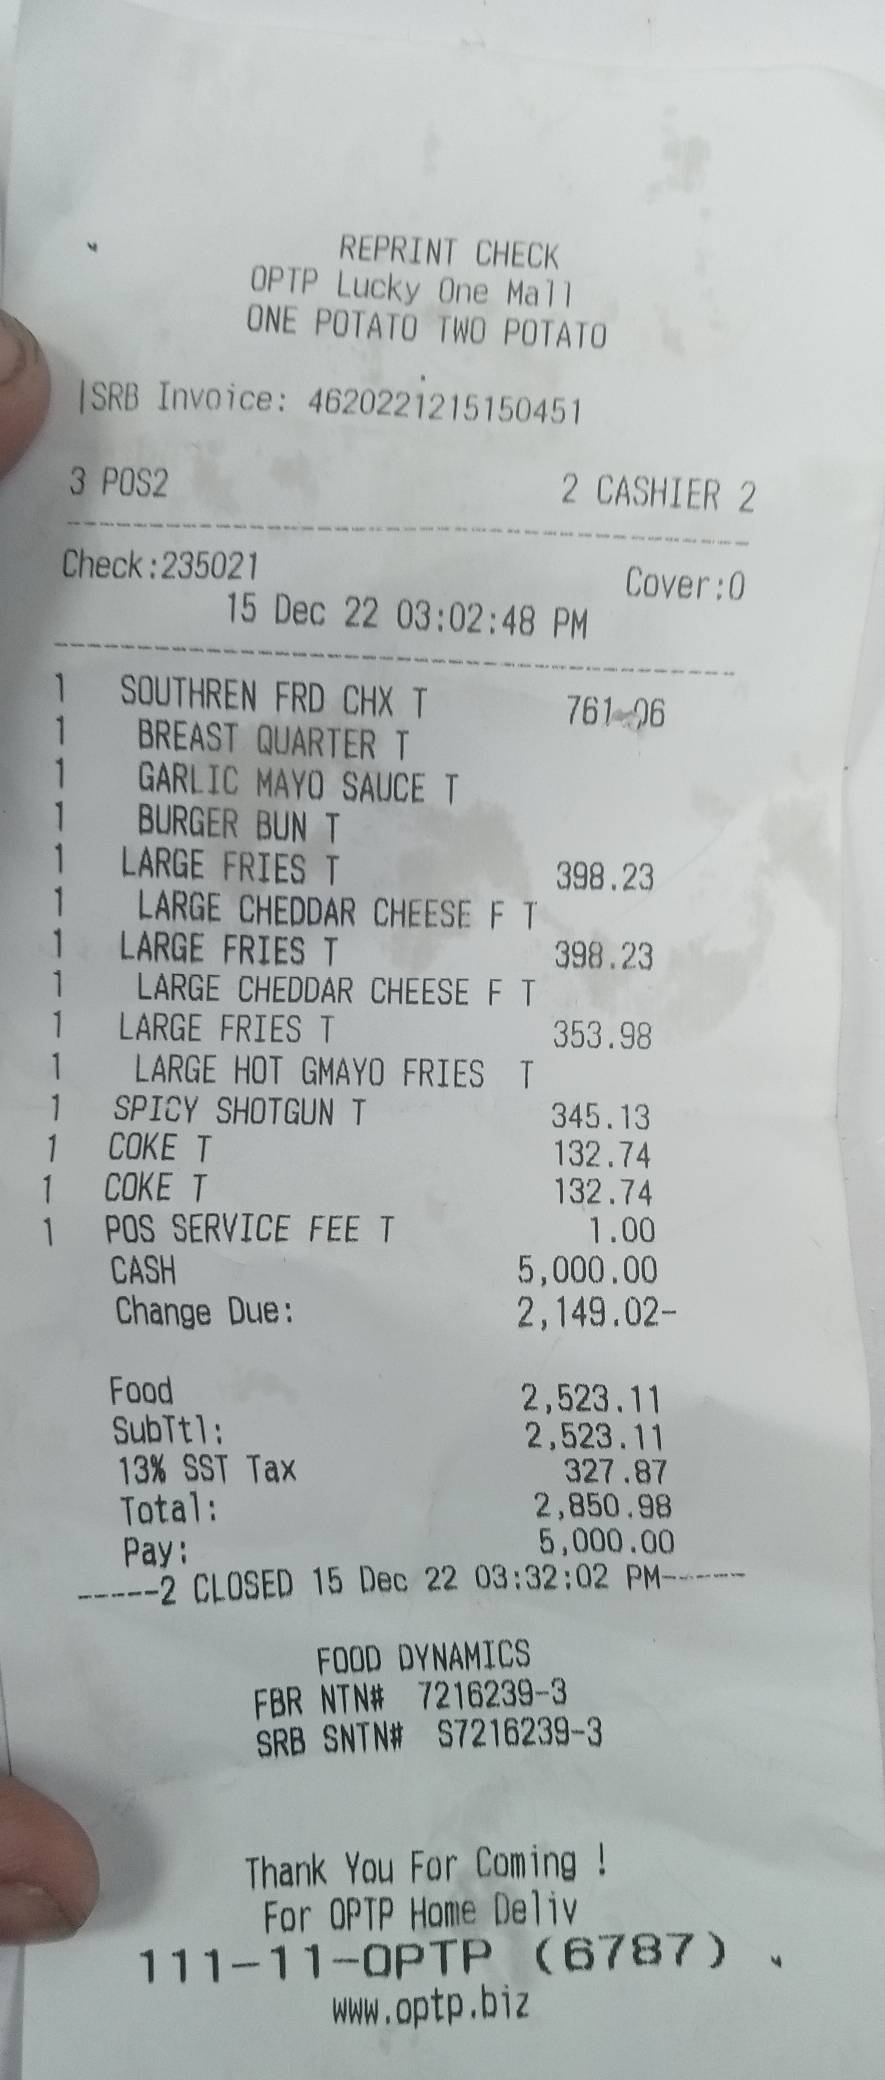 REPRINT CHECK
OPTP Lucky One Mall
ONE POTATO TWO POTATO
|SRB Invoice: 4620221215150451
3 POS2 2 CASHIER 2
Check:235021 Cover:0
15 Dec 22 03:02:48 PM
1 SOUTHREN FRD CHX T 761.06
1 BREAST QUARTER T
1 GARLIC MAYO SAUCE T
1 BURGER BUN T
1 LARGE FRIES T 398.23
1 LARGE CHEDDAR CHEESE F T
1 LARGE FRIES T 398.23
1 LARGE CHEDDAR CHEESE F T
1 LARGE FRIES T 353.98
1 LARGE HOT GMAYO FRIES T
1 SPICY SHOTGUN T 345.13
1 COKE T 132.74
1 COKE T 132.74
1 POS SERVICE FEE T 1.00
CASH 5,000.00
Change Due: 2,149.02-
Food 2,523.11
SubTtl: 2,523.11
13% SST Tax 327.87
Total: 2,850.98
Pay: 5,000.00
-----2 CLOSED 15 Dec 22 03:32:02 PM------
FOOD DYNAMICS
FBR NTN# 7216239-3
SRB SNTN# S7216239-3
Thank You For Coming !
For OPTP Home Deliv
111-11-OPTP (6787)
www.optp.biz